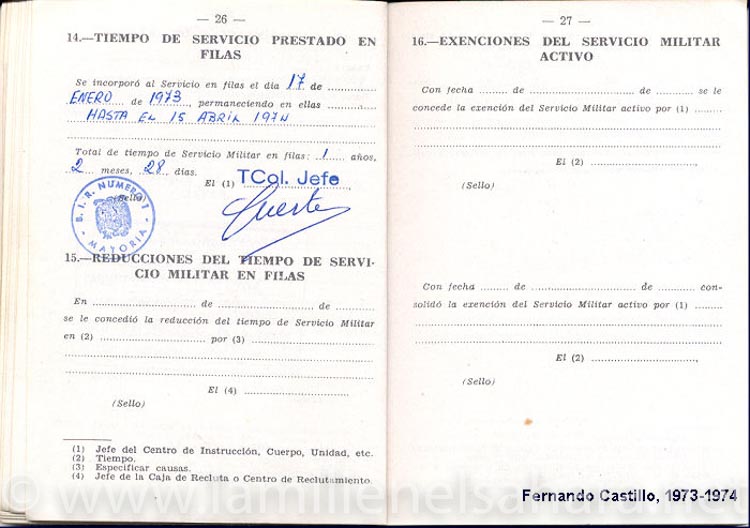 — 26 —
14.—TIEMPO DE SERVICIO PRESTADO EN
FILAS
Se incorporó al Servicio en filas el día 17 de ............
ENERO de 1973, permaneciendo en ellas ............
HASTA EL 15 ABRIL 1974
Total de tiempo de Servicio Militar en filas: 1 años,
2 meses, 28 días.
El (1) TCol. Jefe
(Sello)
B. I. R. NUMERO 1
MAYORIA
15.—REDUCCIONES DEL TIEMPO DE SERVI-
CIO MILITAR EN FILAS
En ............ de ............ de ............
se le concedió la reducción del tiempo de Servicio Militar
en (2) ............ por (3) ............
El (4) ............
(Sello)
(1) Jefe del Centro de Instrucción, Cuerpo, Unidad, etc.
(2) Tiempo.
(3) Especificar causas.
(4) Jefe de la Caja de Recluta o Centro de Reclutamiento.
— 27 —
16.—EXENCIONES DEL SERVICIO MILITAR
ACTIVO
Con fecha ............ de ............ de ............ se le
concede la exención del Servicio Militar activo por (1) ............
El (2) ............
(Sello)
Con fecha ............ de ............ de ............ con-
solidó la exención del Servicio Militar activo por (1) ............
El (2) ............
(Sello)
© www.lamilienelsahara.net
Fernando Castillo, 1973-1974